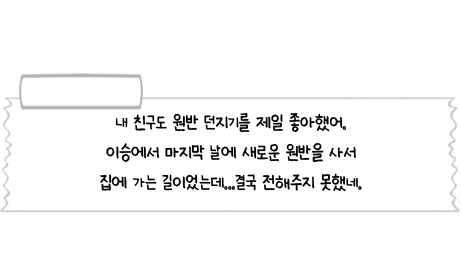 내 친구도 원반 던지기를 제일 좋아했어.
이승에서 마지막 날에 새로운 원반을 사서
집에 가는 길이었는데...결국 전해주지 못했네.